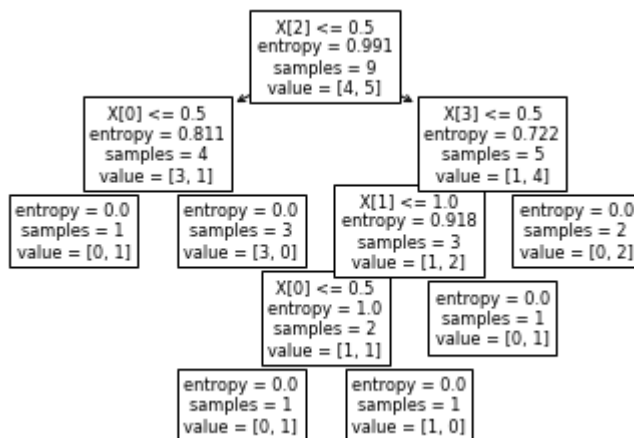 X[2] <= 0.5
entropy = 0.991
samples = 9
value = [4, 5]
X[0] <= 0.5
entropy = 0.811
samples = 4
value = [3, 1]
X[3] <= 0.5
entropy = 0.722
samples = 5
value = [1, 4]
entropy = 0.0
samples = 1
value = [0, 1]
entropy = 0.0
samples = 3
value = [3, 0]
X[1] <= 1.0
entropy = 0.918
samples = 3
value = [1, 2]
entropy = 0.0
samples = 2
value = [0, 2]
X[0] <= 0.5
entropy = 1.0
samples = 2
value = [1, 1]
entropy = 0.0
samples = 1
value = [0, 1]
entropy = 0.0
samples = 1
value = [0, 1]
entropy = 0.0
samples = 1
value = [1, 0]